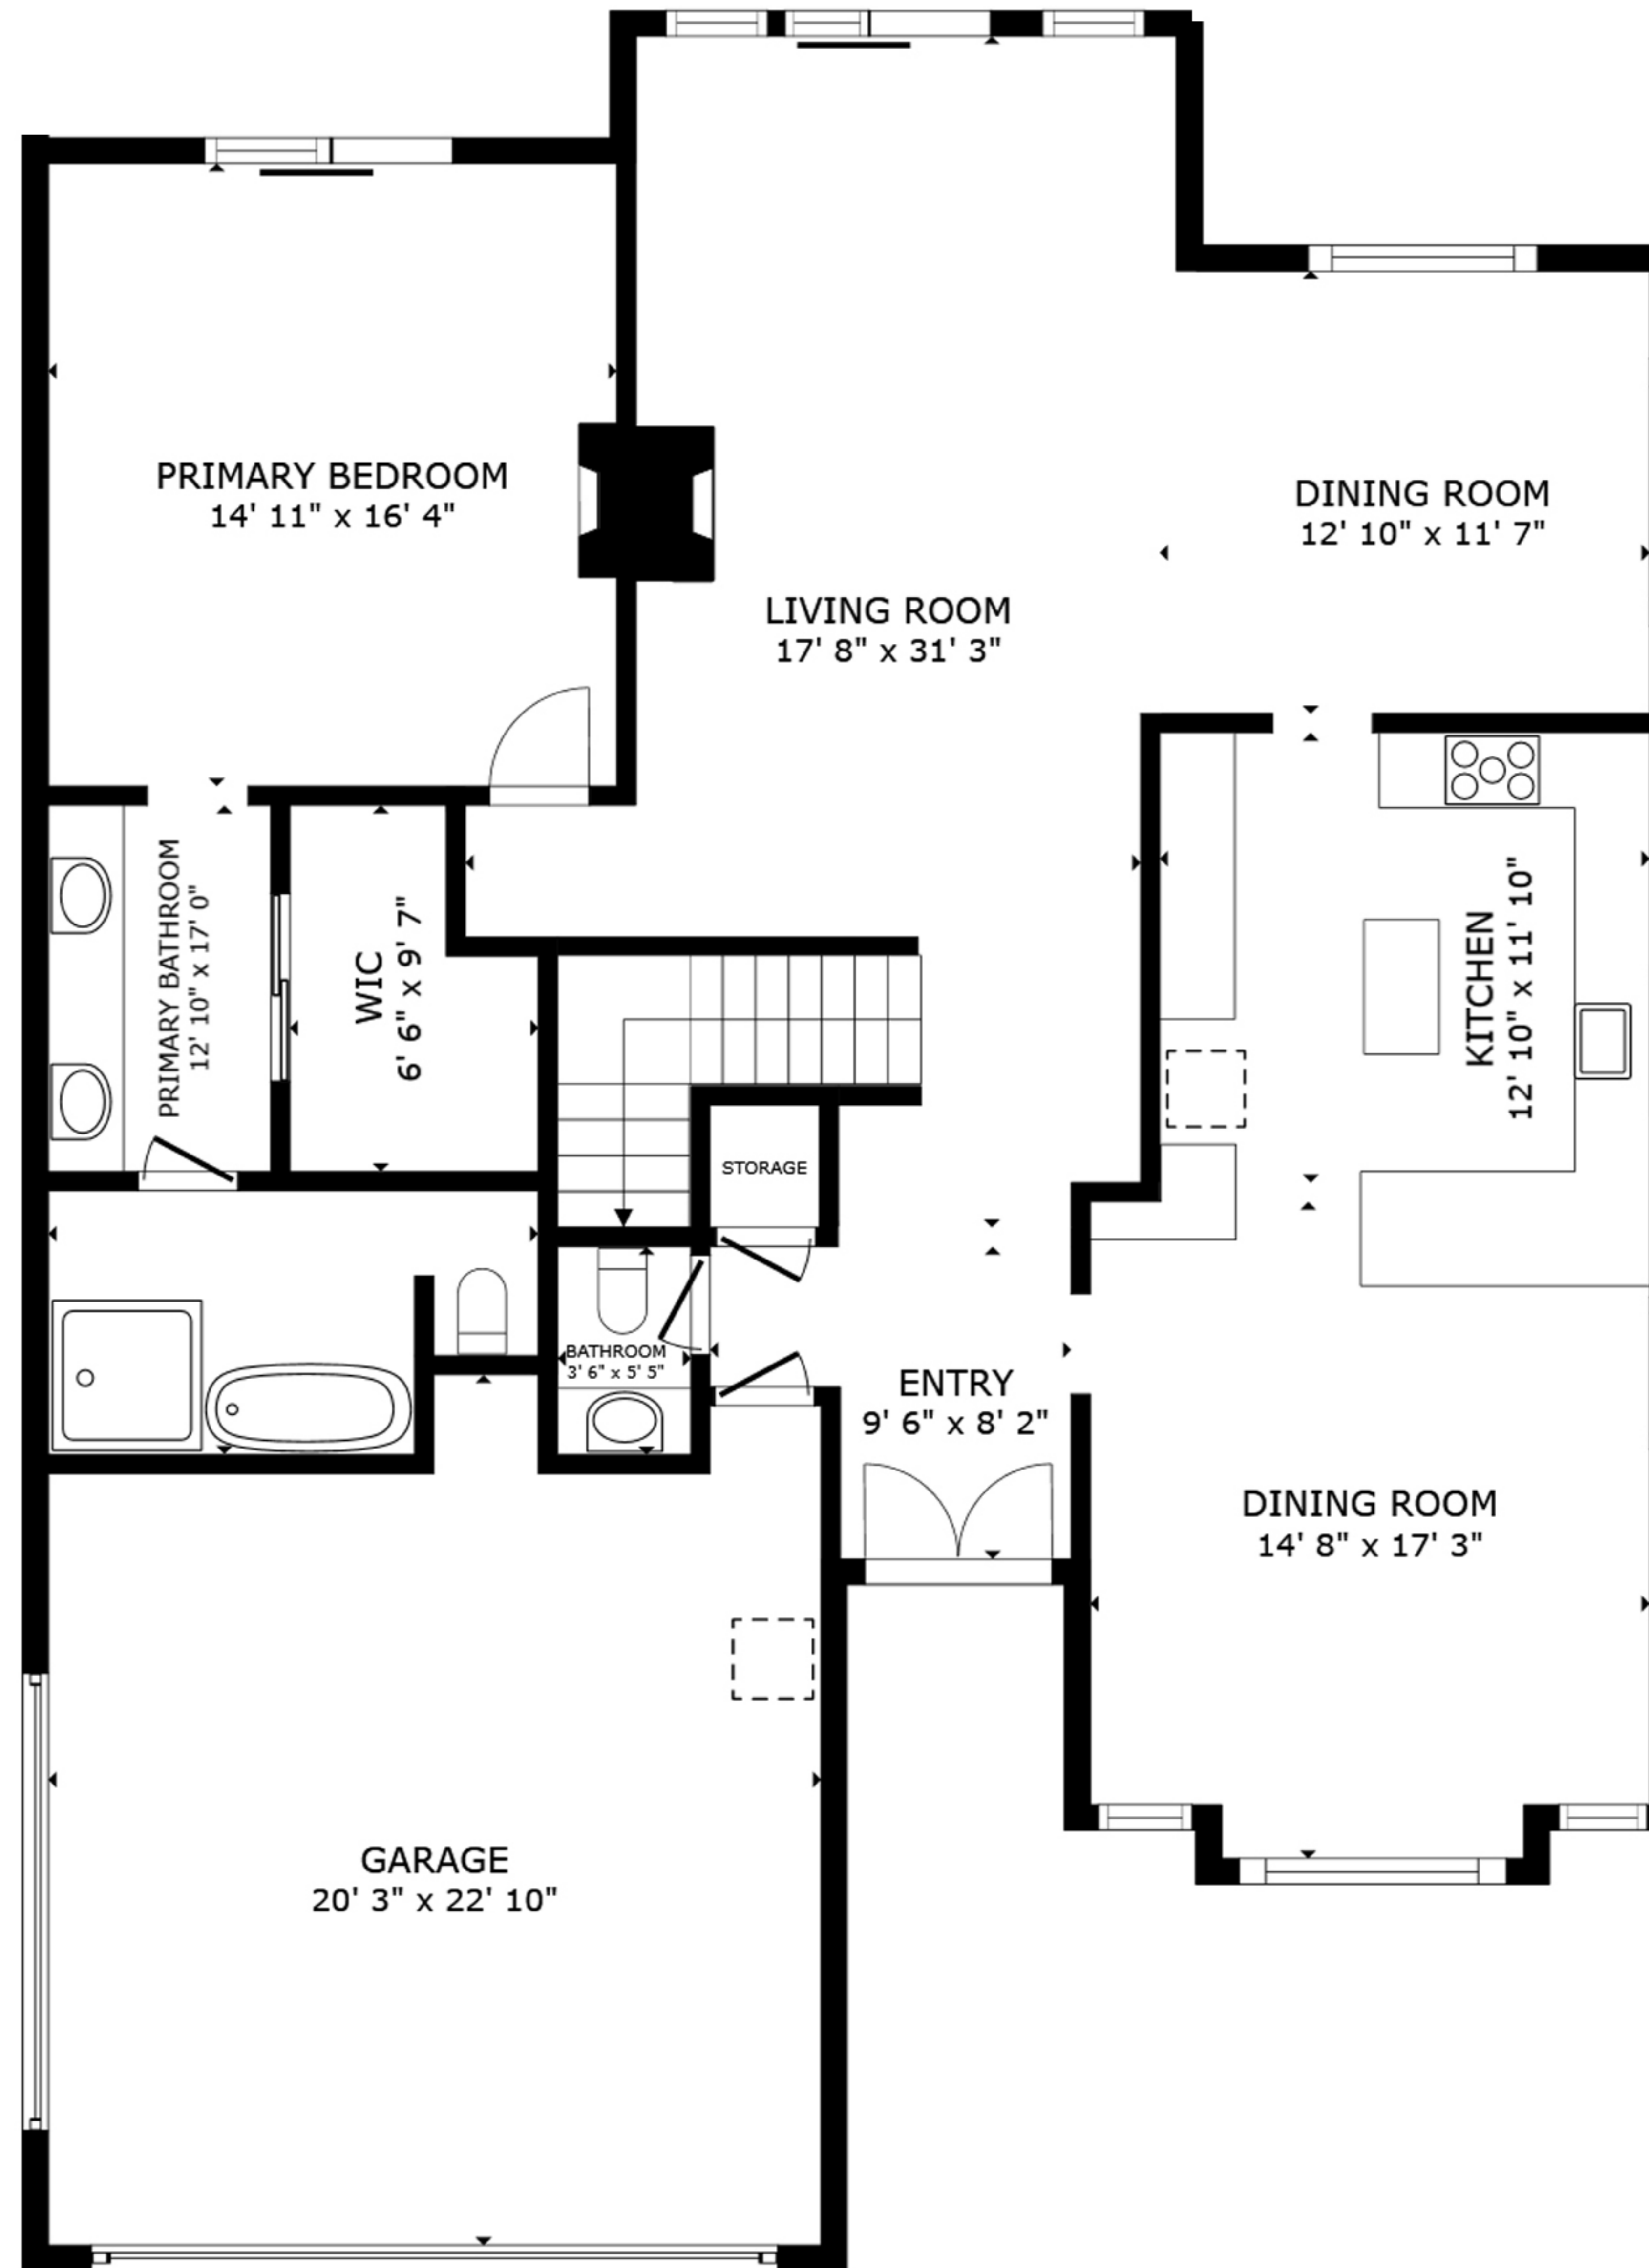 PRIMARY BEDROOM
14' 11" x 16' 4"
DINING ROOM
12' 10" x 11' 7"
LIVING ROOM
17' 8" x 31' 3"
PRIMARY BATHROOM
12' 10" x 17' 0"
WIC
6' 6" x 9' 7"
KITCHEN
12' 10" x 11' 10"
STORAGE
BATHROOM
3' 6" x 5' 5"
ENTRY
9' 6" x 8' 2"
DINING ROOM
14' 8" x 17' 3"
GARAGE
20' 3" x 22' 10"